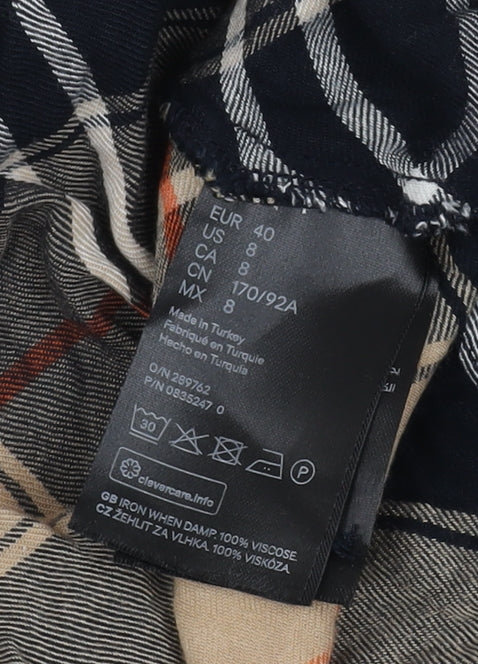 EUR 40
US 8
CA 8
CN 170/92A
MX 8
Made in Turkey
Fabriqué en Turquie
Hecho en Turquía
O/N 289762
P/N 0835247 0
30
P
clevercare.info
GB IRON WHEN DAMP. 100% VISCOSE
CZ ŽEHLIT ZA VLHKA. 100% VISKÓZA